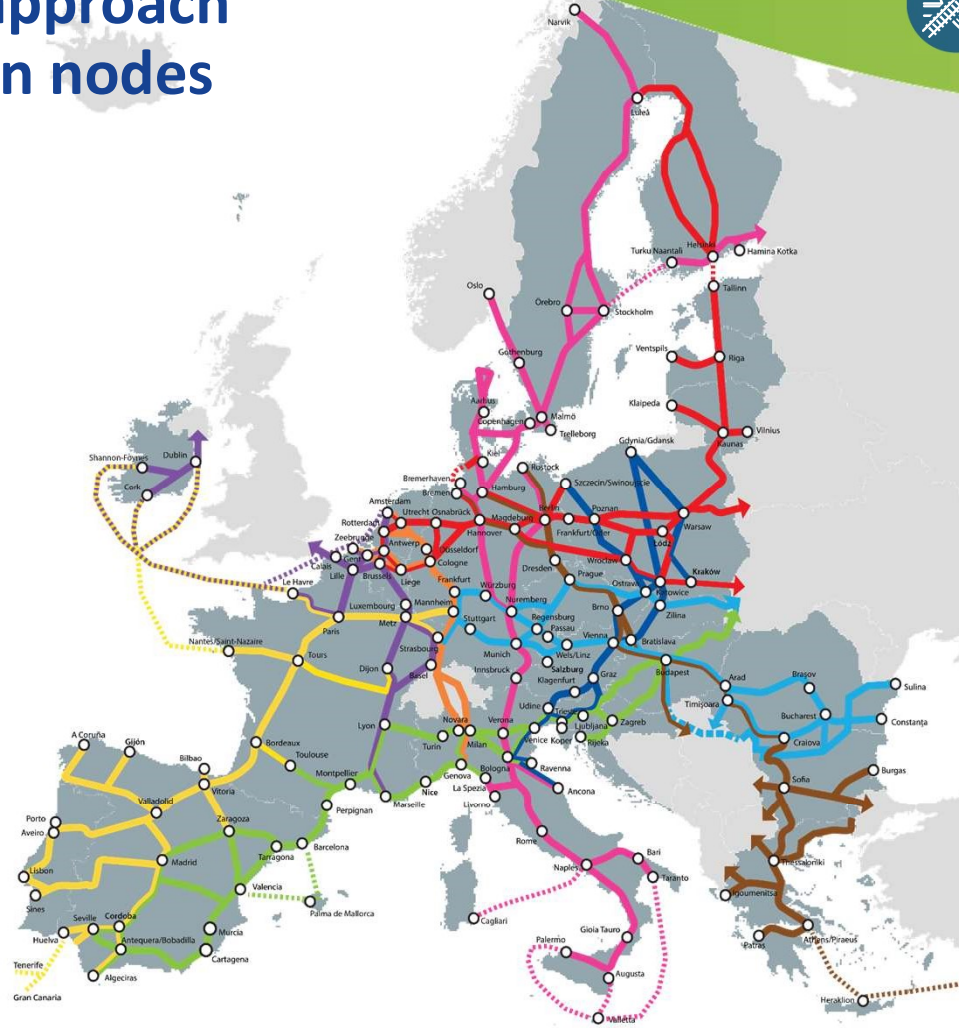 approach
n nodes
Narvik
Luleå
Turku Naantali
Helsinki
Hamina Kotka
Tallinn
Oslo
Örebro
Stockholm
Ventspils
Riga
Gothenburg
Klaipeda
Aarhus
Copenhagen
Malmö
Trelleborg
Kaunas
Vilnius
Gdynia/Gdansk
Shannon-Foynes
Dublin
Cork
Kiel
Rostock
Bremerhaven
Bremen
Hamburg
Szczecin/Swinoujscie
Amsterdam
Rotterdam
Utrecht
Osnabrück
Hannover
Magdeburg
Berlin
Frankfurt/Oder
Poznan
Warsaw
Łódź
Zeebrugge
Gent
Antwerp
Düsseldorf
Cologne
Calais
Lille
Brussels
Liege
Dresden
Wrocław
Kraków
Katowice
Ostrava
Prague
Le Havre
Luxembourg
Mannheim
Frankfurt
Würzburg
Nuremberg
Regensburg
Passau
Brno
Zilina
Paris
Metz
Stuttgart
Strasbourg
Munich
Wels/Linz
Salzburg
Vienna
Bratislava
Nantes/Saint-Nazaire
Tours
Dijon
Basel
Innsbruck
Klagenfurt
Graz
Budapest
Arad
Timișoara
Brașov
Sulina
Bucharest
Constanța
Craiova
Lyon
Novara
Turin
Milan
Verona
Udine
Trieste
Venice
Koper
Ljubljana
Rijeka
Zagreb
A Coruña
Gijón
Bilbao
Bordeaux
Toulouse
Montpellier
Marseille
Nice
Genova
La Spezia
Livorno
Bologna
Ravenna
Ancona
Sofia
Burgas
Vitoria
Valladolid
Zaragoza
Perpignan
Porto
Aveiro
Madrid
Tarragona
Barcelona
Rome
Naples
Bari
Taranto
Thessaloniki
Igoumenitsa
Lisbon
Sines
Valencia
Palma de Mallorca
Cagliari
Seville
Cordoba
Huelva
Antequera/Bobadilla
Murcia
Cartagena
Algeciras
Tenerife
Gran Canaria
Gioia Tauro
Palermo
Augusta
Valletta
Patras
Athens/Piraeus
Heraklion